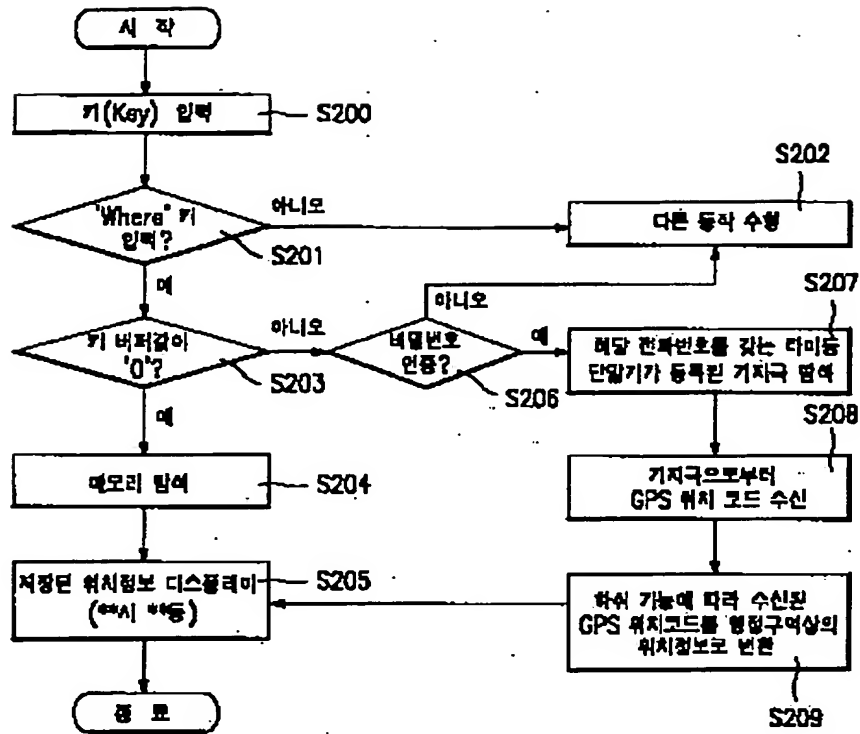 시 작
키(Key) 입력
S200
"Where" 키
입력?
아니오
S201
S202
다른 동작 수행
예
키 버퍼값이
'0'?
아니오
S203
비밀번호
인증?
아니오
예
S206
S207
해당 전화번호를 갖는 타이동
단말기가 등록된 기지국 탐색
예
S208
메모리 탐색
S204
기지국으로부터
GPS 위치 코드 수신
저장된 위치정보 디스플레이
(**시 **동)
S205
하쉬 기능에 따라 수신된
GPS 위치코드를 행정구역상의
위치정보로 변환
S209
종 료